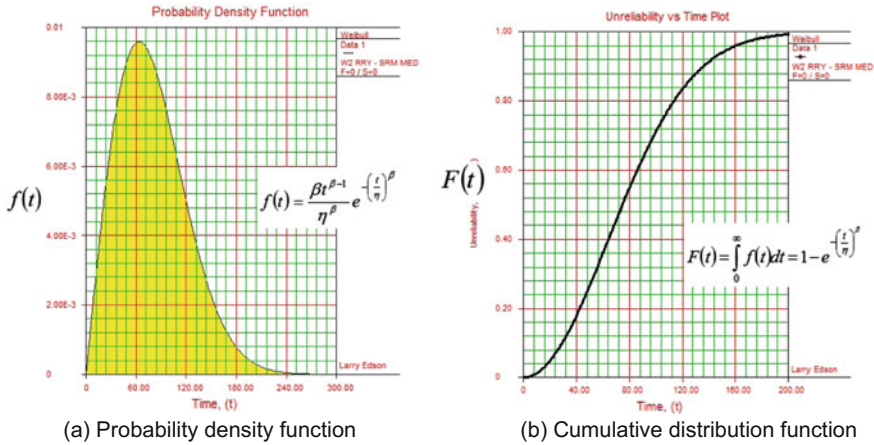 Probability Density Function
0.01
8.00E-3
6.00E-3
4.00E-3
2.00E-3
0
f(t)
f(t) = βt^{β-1}/η^β e^{-(t/η)^β}
Weibull
Data 1
W2 RRY - SRM MED
F=0 / S=0
Larry Edson
0 60.00 120.00 180.00 240.00 300.00
Time, (t)
(a) Probability density function
Unreliability vs Time Plot
1.00
0.80
0.60
0.40
0.20
0
F(t)
Unreliability,
F(t) = ∫_0^∞ f(t)dt = 1 − e^{-(t/η)^β}
Weibull
Data 1
W2 RRY - SRM MED
F=0 / S=0
Larry Edson
0 40.00 80.00 120.00 160.00 200.00
Time, (t)
(b) Cumulative distribution function